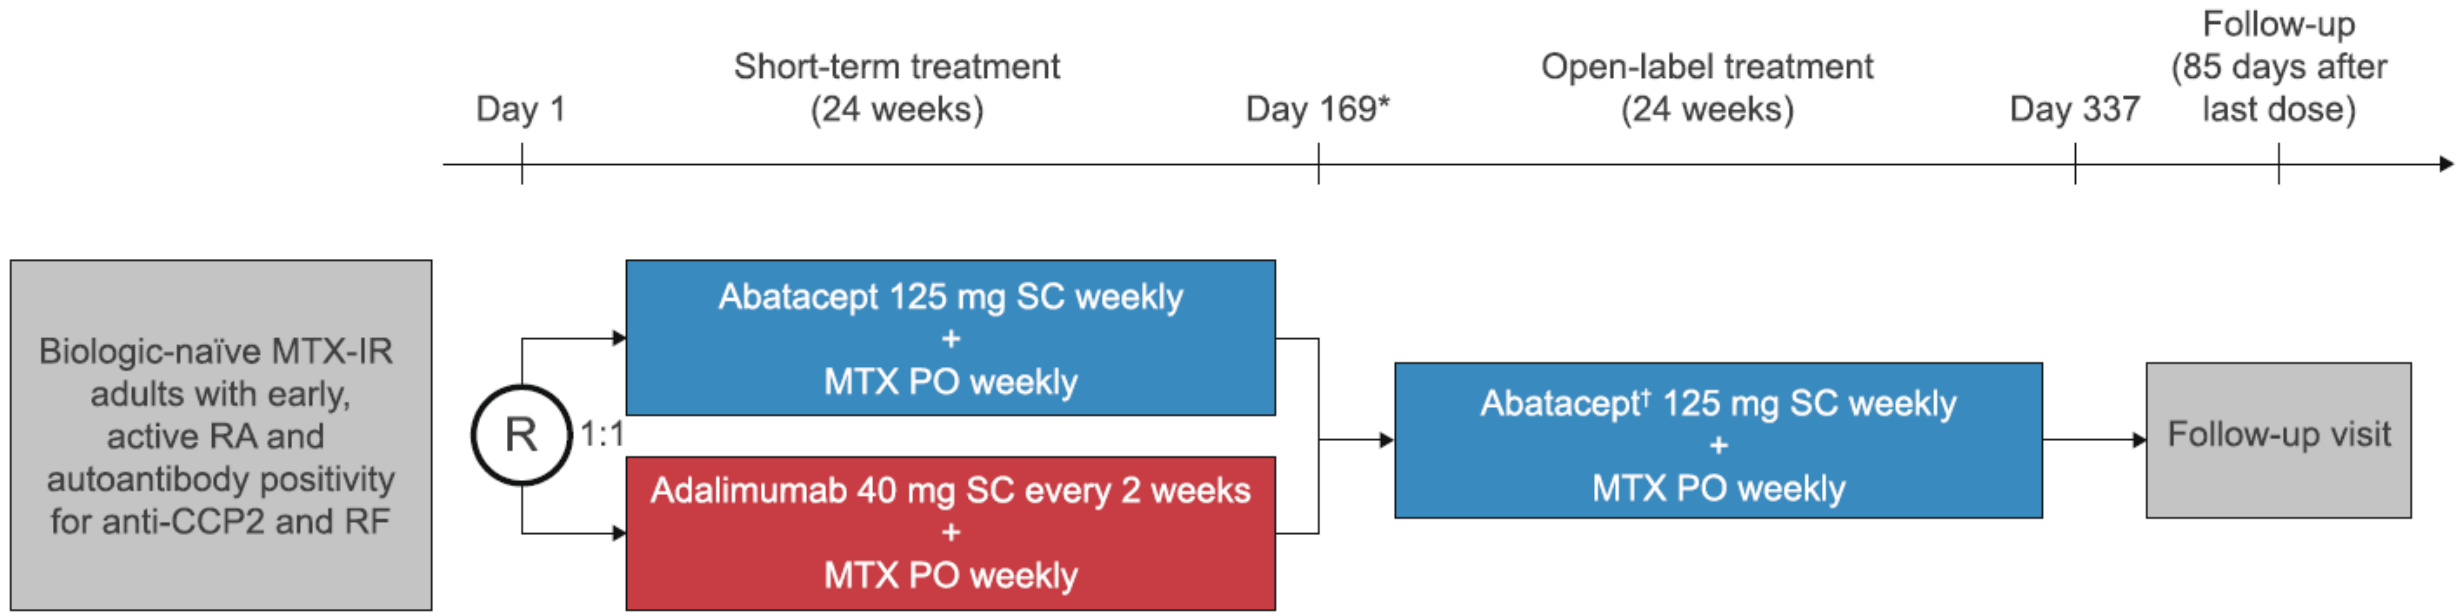 Day 1
Short-term treatment
(24 weeks)
Day 169*
Open-label treatment
(24 weeks)
Day 337
Follow-up
(85 days after
last dose)
Biologic-naïve MTX-IR
adults with early,
active RA and
autoantibody positivity
for anti-CCP2 and RF
R
1:1
Abatacept 125 mg SC weekly
+
MTX PO weekly
Adalimumab 40 mg SC every 2 weeks
+
MTX PO weekly
Abatacept† 125 mg SC weekly
+
MTX PO weekly
Follow-up visit